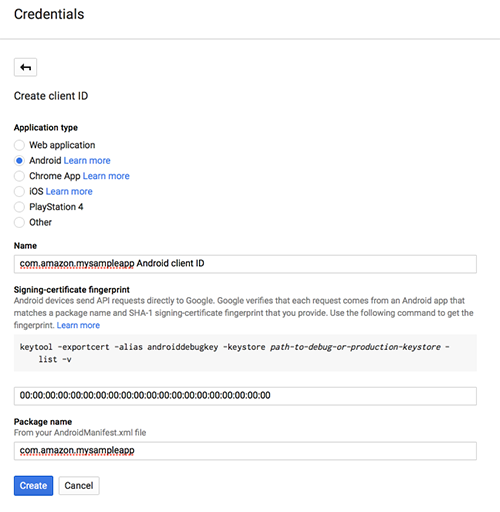 Credentials
Create client ID
Application type
Web application
Android Learn more
Chrome App Learn more
iOS Learn more
PlayStation 4
Other
Name
com.amazon.mysampleapp Android client ID
Signing-certificate fingerprint
Android devices send API requests directly to Google. Google verifies that each request comes from an Android app that
matches a package name and SHA-1 signing-certificate fingerprint that you provide. Use the following command to get the
fingerprint. Learn more
keytool -exportcert -alias androiddebugkey -keystore path-to-debug-or-production-keystore -
list -v
00:00:00:00:00:00:00:00:00:00:00:00:00:00:00:00:00:00:00:00
Package name
From your AndroidManifest.xml file
com.amazon.mysampleapp
Create Cancel